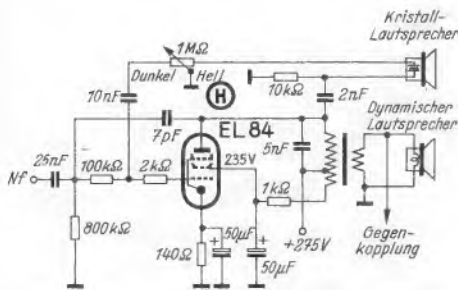 Kristall-
Lautsprecher
1MΩ
Dunkel
Hell
H
10kΩ
2nF
10nF
7pF
EL 84
Dynamischer
Lautsprecher
25nF
235V
5nF
Nf
100kΩ
2kΩ
1kΩ
800kΩ
+275V
Gegen-
kopplung
140Ω
+
50µF
+
50µF